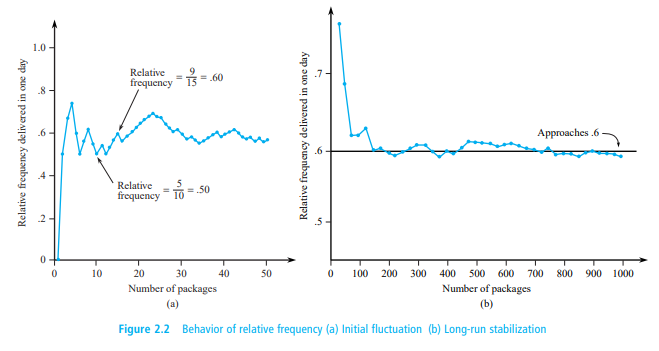 Relative frequency delivered in one day
1.0
.8
.6
.4
.2
0
Relative frequency = 9/15 = .60
Relative frequency = 5/10 = .50
0 10 20 30 40 50
Number of packages
(a)
Relative frequency delivered in one day
.7
.6
.5
Approaches .6
0 100 200 300 400 500 600 700 800 900 1000
Number of packages
(b)
Figure 2.2 Behavior of relative frequency (a) Initial fluctuation (b) Long-run stabilization